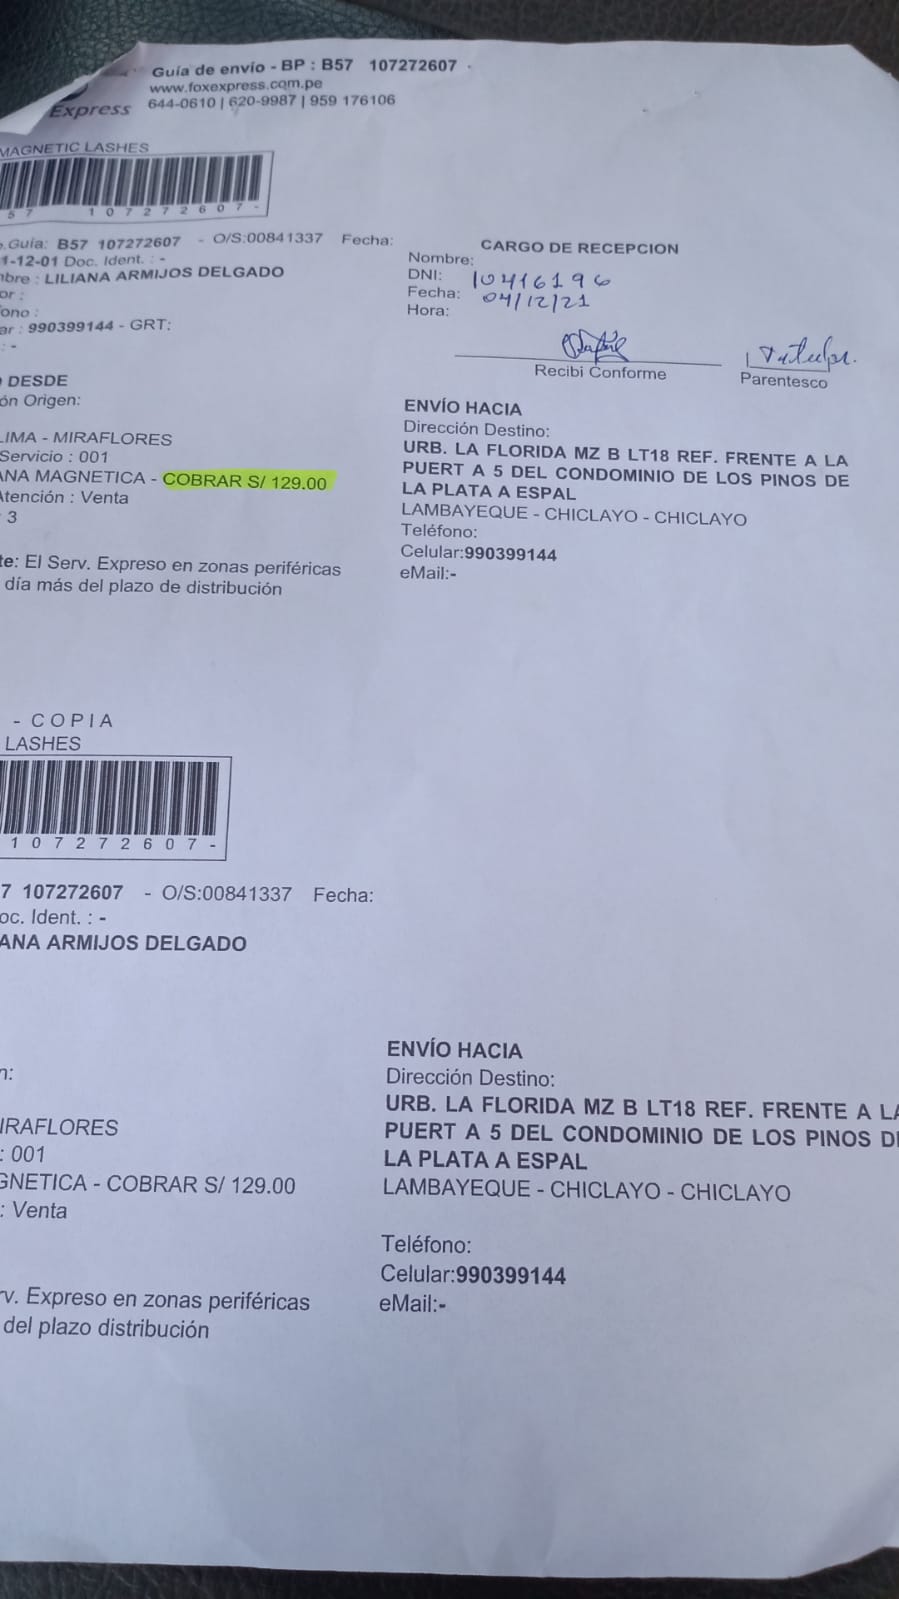 Guía de envío - BP : B57 107272607
www.foxexpress.com.pe
644-0610 | 620-9987 | 959 176106
Express
MAGNETIC LASHES
57 107272607-
.Guía: B57 107272607 - O/S:00841337 Fecha:
1-12-01 Doc. Ident. : -
mbre : LILIANA ARMIJOS DELGADO
or :
ono :
ar : 990399144 - GRT:
: -
CARGO DE RECEPCION
Nombre:
DNI: 10416196
Fecha: 04/12/21
Hora:
Recibi Conforme
Parentesco
O DESDE
ón Origen:
LIMA - MIRAFLORES
Servicio : 001
ANA MAGNETICA - COBRAR S/ 129.00
Atención : Venta
: 3
te: El Serv. Expreso en zonas periféricas
día más del plazo de distribución
ENVÍO HACIA
Dirección Destino:
URB. LA FLORIDA MZ B LT18 REF. FRENTE A LA
PUERT A 5 DEL CONDOMINIO DE LOS PINOS DE
LA PLATA A ESPAL
LAMBAYEQUE - CHICLAYO - CHICLAYO
Teléfono:
Celular:990399144
eMail:-
- COPIA
LASHES
107272607-
7 107272607 - O/S:00841337 Fecha:
oc. Ident. : -
ANA ARMIJOS DELGADO
n:
IRAFLORES
: 001
GNETICA - COBRAR S/ 129.00
: Venta
rv. Expreso en zonas periféricas
del plazo distribución
ENVÍO HACIA
Dirección Destino:
URB. LA FLORIDA MZ B LT18 REF. FRENTE A LA
PUERT A 5 DEL CONDOMINIO DE LOS PINOS D
LA PLATA A ESPAL
LAMBAYEQUE - CHICLAYO - CHICLAYO
Teléfono:
Celular:990399144
eMail:-